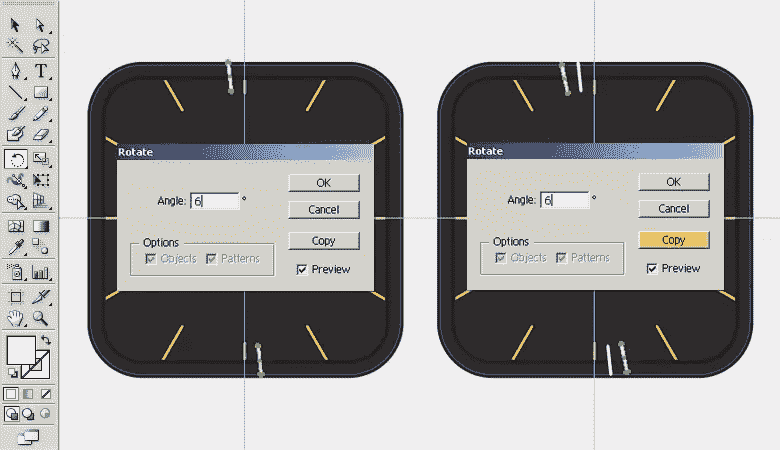 Rotate
Angle: 6 °
OK
Cancel
Options
Objects Patterns
Copy
Preview
Rotate
Angle: 6 °
OK
Cancel
Options
Objects Patterns
Copy
Preview
T